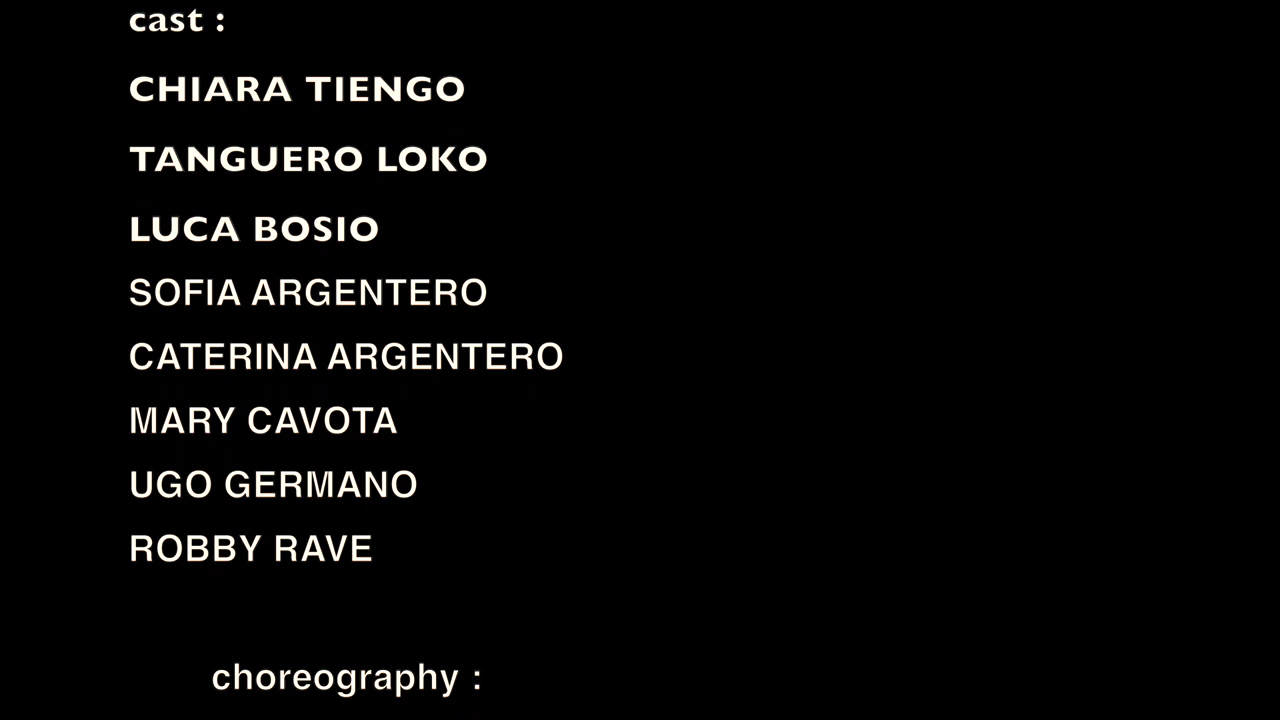 cast :
CHIARA TIENGO
TANGUERO LOKO
LUCA BOSIO
SOFIA ARGENTERO
CATERINA ARGENTERO
MARY CAVOTA
UGO GERMANO
ROBBY RAVE
choreography :